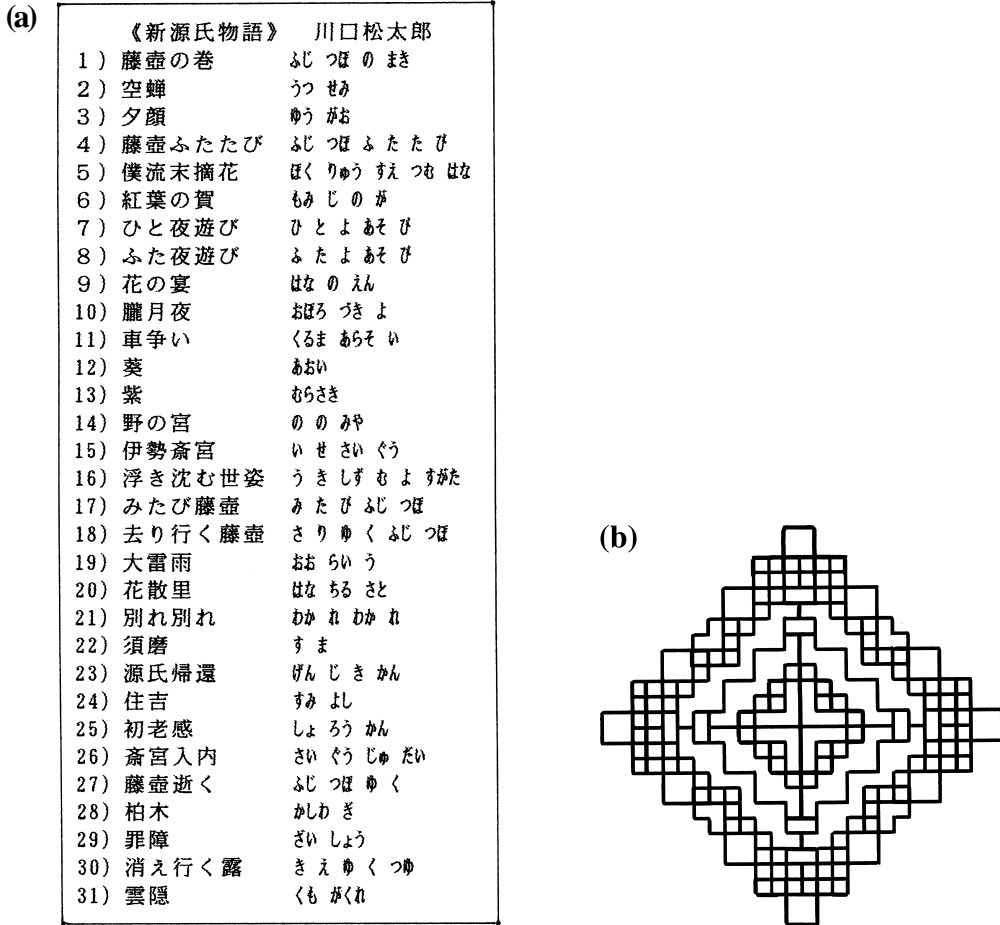 (a)
《新源氏物語》 川口松太郎
1) 藤壺の巻 ふじ つぼ の まき
2) 空蝉 うつ せみ
3) 夕顔 ゆう がお
4) 藤壺ふたたび ふじ つぼ ふ た た び
5) 僕流末摘花 ぼく りゅう すえ つむ はな
6) 紅葉の賀 もみ じ の が
7) ひと夜遊び ひ と よ あそ び
8) ふた夜遊び ふ た よ あそ び
9) 花の宴 はな の えん
10) 朧月夜 おぼろ づき よ
11) 車争い くるま あらそ い
12) 葵 あおい
13) 紫 むらさき
14) 野の宮 の の みや
15) 伊勢斎宮 い せ さい ぐう
16) 浮き沈む世姿 う き しず む よ すがた
17) みたび藤壺 み た び ふじ つぼ
18) 去り行く藤壺 さ り ゆ く ふじ つぼ
19) 大雷雨 おお らい う
20) 花散里 はな ちる さと
21) 別れ別れ わか れ わか れ
22) 須磨 す ま
23) 源氏帰還 げん じ き かん
24) 住吉 すみ よし
25) 初老感 しょ ろう かん
26) 斎宮入内 さい ぐう じゅ だい
27) 藤壺逝く ふじ つぼ ゆ く
28) 柏木 かしわ ぎ
29) 罪障 ざい しょう
30) 消え行く露 き え ゆ く つゆ
31) 雲隠 くも がくれ
(b)